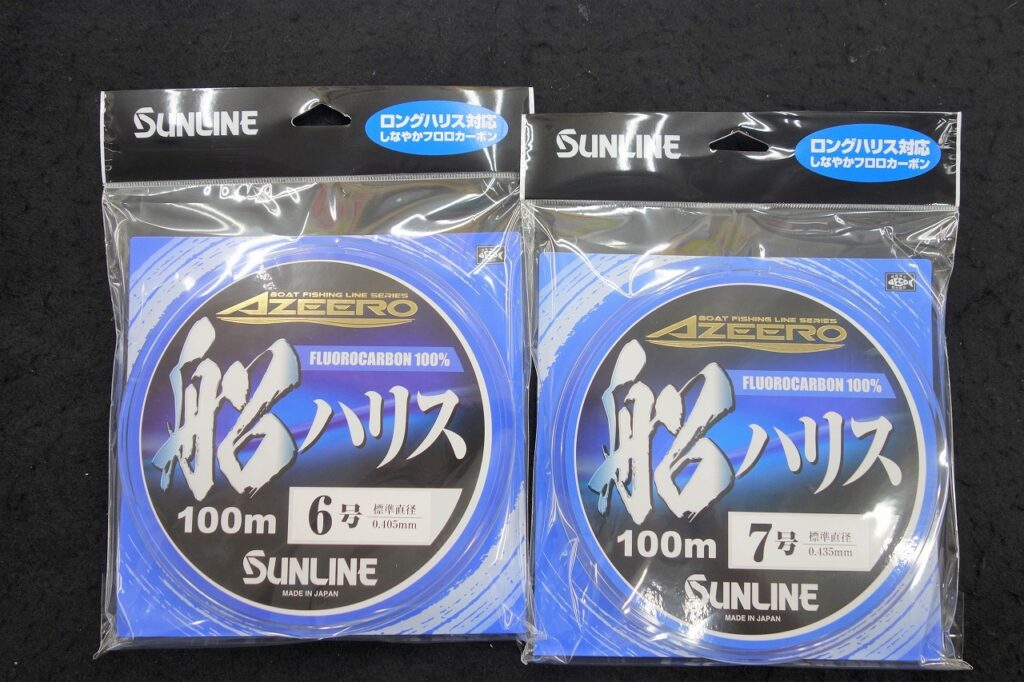 SUNLINE
ロングハリス対応
しなやかフロロカーボン
BOAT FISHING LINE SERIES
AZEERO
FLUOROCARBON 100%
船ハリス
100m
6号
標準直径
0.405mm
SUNLINE
MADE IN JAPAN
SUNLINE
ロングハリス対応
しなやかフロロカーボン
BOAT FISHING LINE SERIES
AZEERO
FLUOROCARBON 100%
船ハリス
100m
7号
標準直径
0.435mm
SUNLINE
MADE IN JAPAN